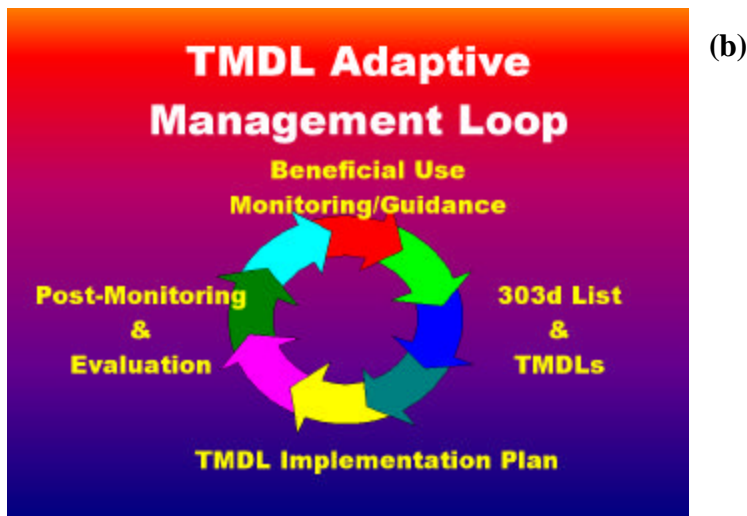 (b)
TMDL Adaptive
Management Loop
Beneficial Use
Monitoring/Guidance
Post-Monitoring
&
Evaluation
303d List
&
TMDLs
TMDL Implementation Plan